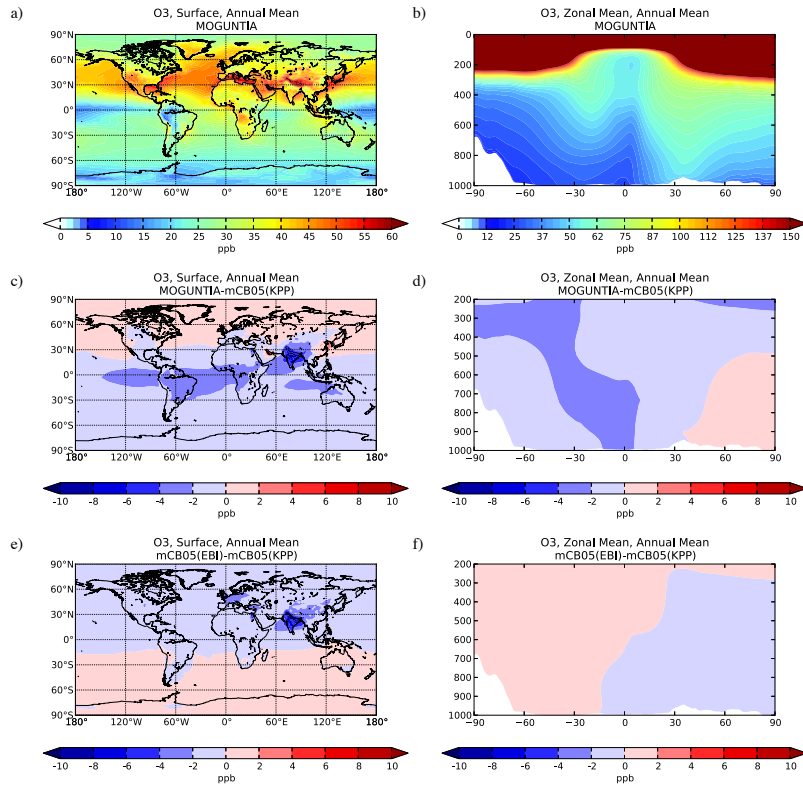 a)
O3, Surface, Annual Mean
MOGUNTIA
90°N
60°N
30°N
0°
30°S
60°S
90°S
180° 120°W 60°W 0° 60°E 120°E 180°
0 5 10 15 20 25 30 35 40 45 50 55 60
ppb
b)
O3, Zonal Mean, Annual Mean
MOGUNTIA
0
200
400
600
800
1000
−90 −60 −30 0 30 60 90
0 12 25 37 50 62 75 87 100 113 125 137 150
ppb
c)
O3, Surface, Annual Mean
MOGUNTIA-mCB05(KPP)
90°N
60°N
30°N
0°
30°S
60°S
90°S
180° 120°W 60°W 0° 60°E 120°E 180°
-10 -8 -6 -4 -2 0 2 4 6 8 10
ppb
d)
O3, Zonal Mean, Annual Mean
MOGUNTIA-mCB05(KPP)
200
300
400
500
600
700
800
900
1000
−90 −60 −30 0 30 60 90
-10 -8 -6 -4 -2 0 2 4 6 8 10
ppb
e)
O3, Surface, Annual Mean
mCB05(EBI)-mCB05(KPP)
90°N
60°N
30°N
0°
30°S
60°S
90°S
180° 120°W 60°W 0° 60°E 120°E 180°
-10 -8 -6 -4 -2 0 2 4 6 8 10
ppb
f)
O3, Zonal Mean, Annual Mean
mCB05(EBI)-mCB05(KPP)
200
300
400
500
600
700
800
900
1000
−90 −60 −30 0 30 60 90
-10 -8 -6 -4 -2 0 2 4 6 8 10
ppb